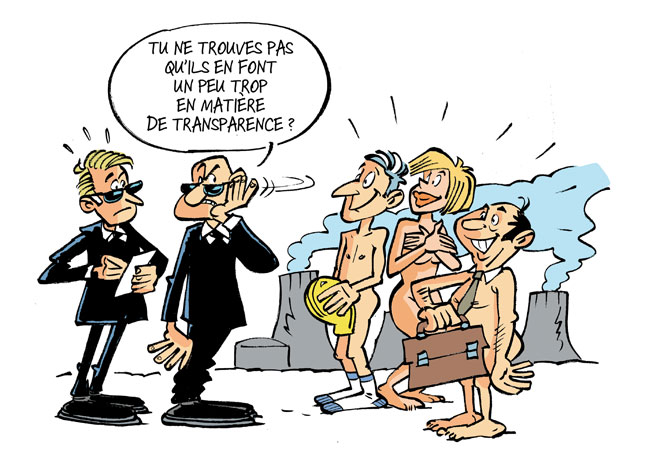 TU NE TROUVES PAS
QU'ILS EN FONT
UN PEU TROP
EN MATIÈRE
DE TRANSPARENCE ?